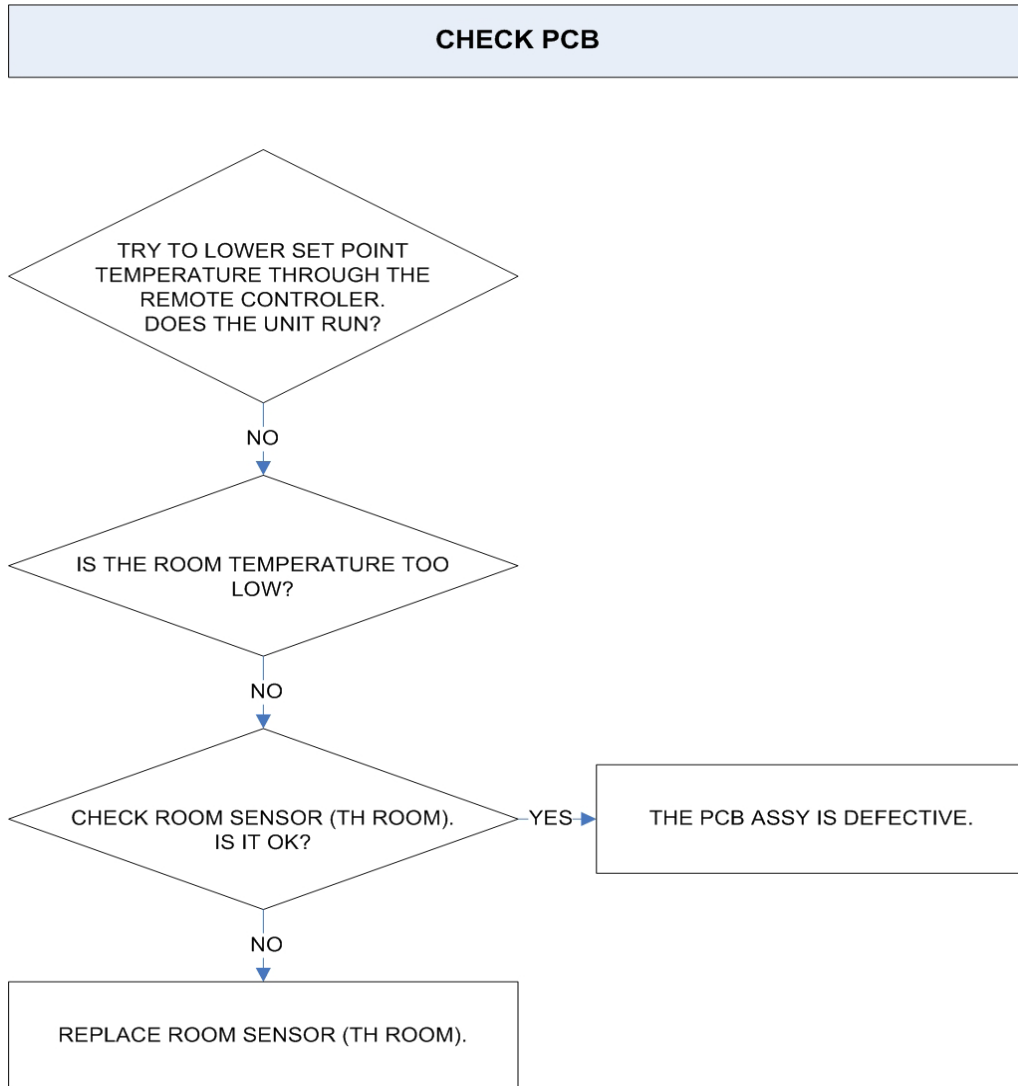 CHECK PCB
TRY TO LOWER SET POINT
TEMPERATURE THROUGH THE
REMOTE CONTROLER.
DOES THE UNIT RUN?
NO
IS THE ROOM TEMPERATURE TOO
LOW?
NO
CHECK ROOM SENSOR (TH ROOM).
IS IT OK?
YES
THE PCB ASSY IS DEFECTIVE.
NO
REPLACE ROOM SENSOR (TH ROOM).